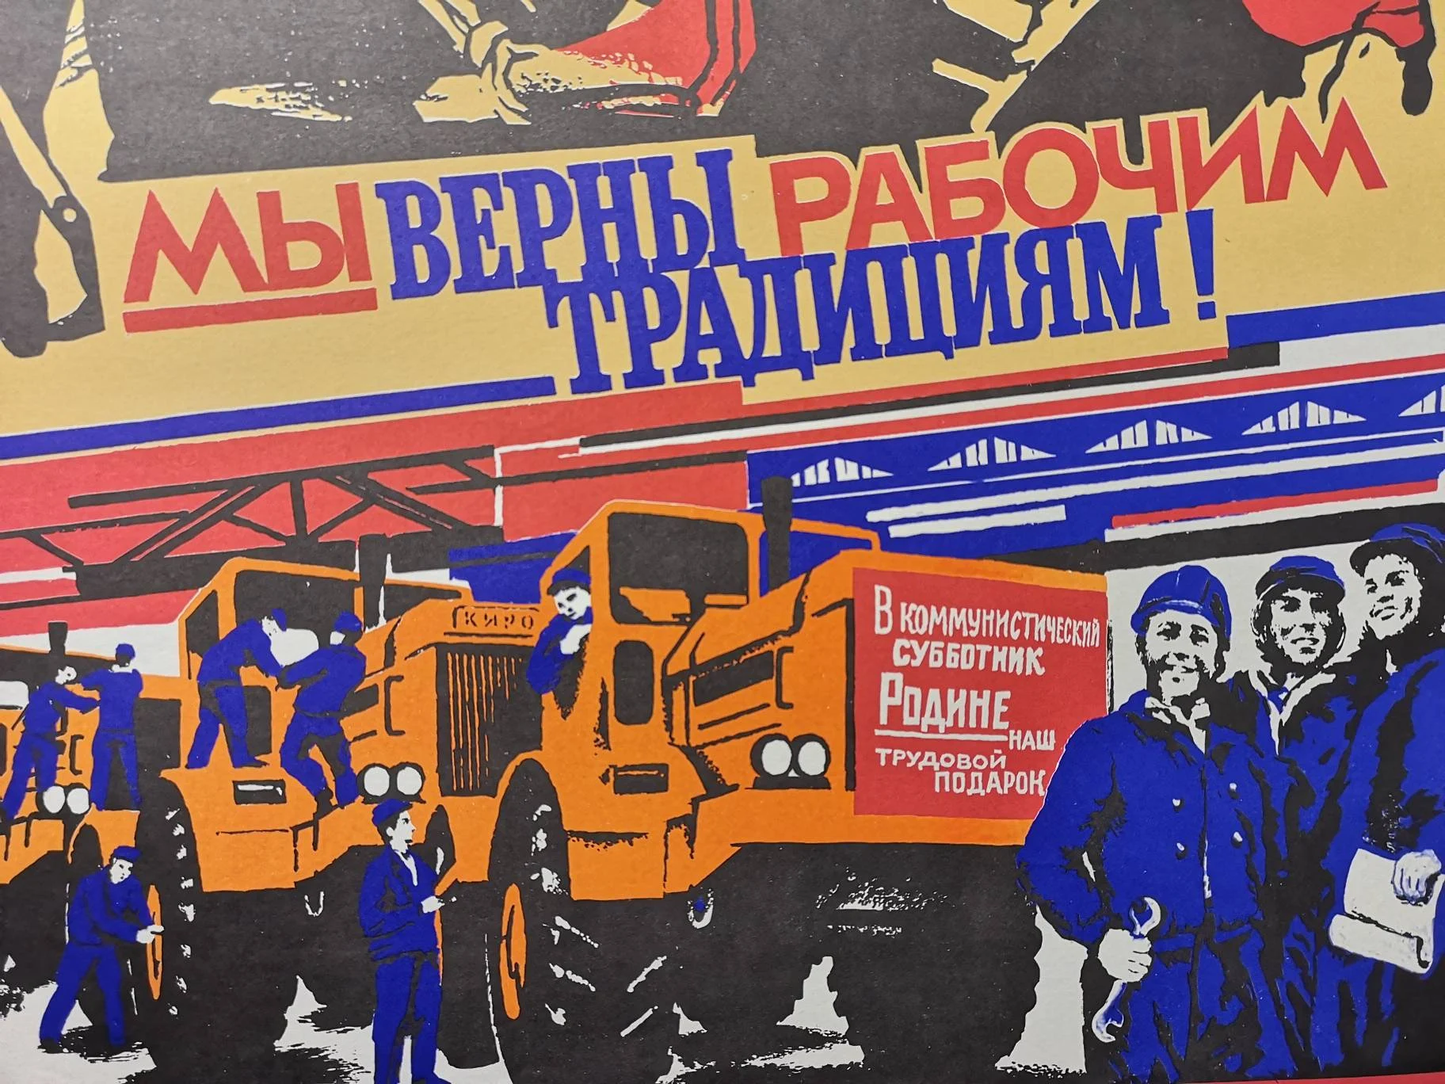 МЫ ВЕРНЫ РАБОЧИМ
ТРАДИЦИЯМ!
КИРО
В КОММУНИСТИЧЕСКИЙ
СУББОТНИК
РОДИНЕ
НАШ
ТРУДОВОЙ
ПОДАРОК